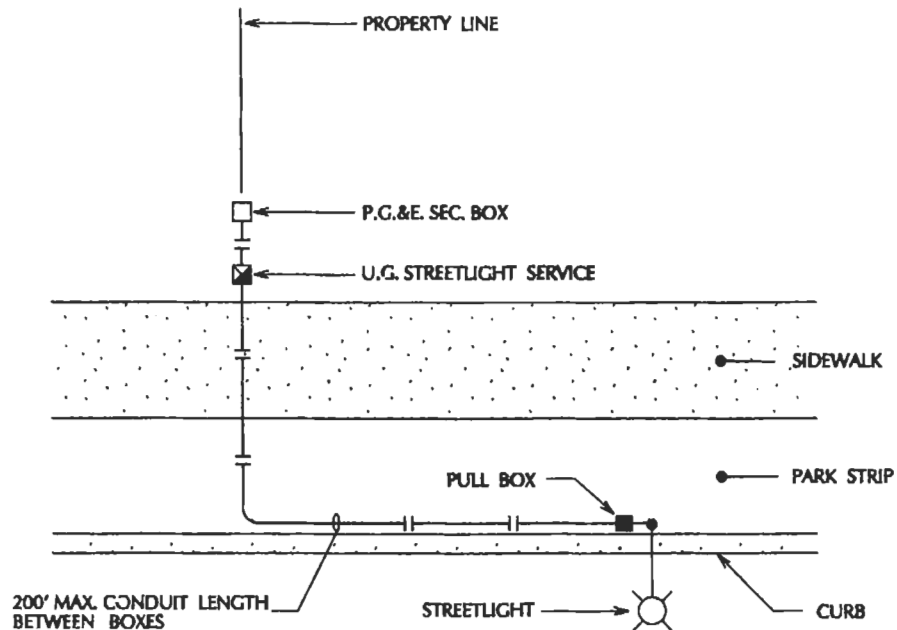 PROPERTY LINE
P.G.&E. SEC. BOX
U.G. STREETLIGHT SERVICE
SIDEWALK
PULL BOX
PARK STRIP
200' MAX. CONDUIT LENGTH
BETWEEN BOXES
STREETLIGHT
CURB